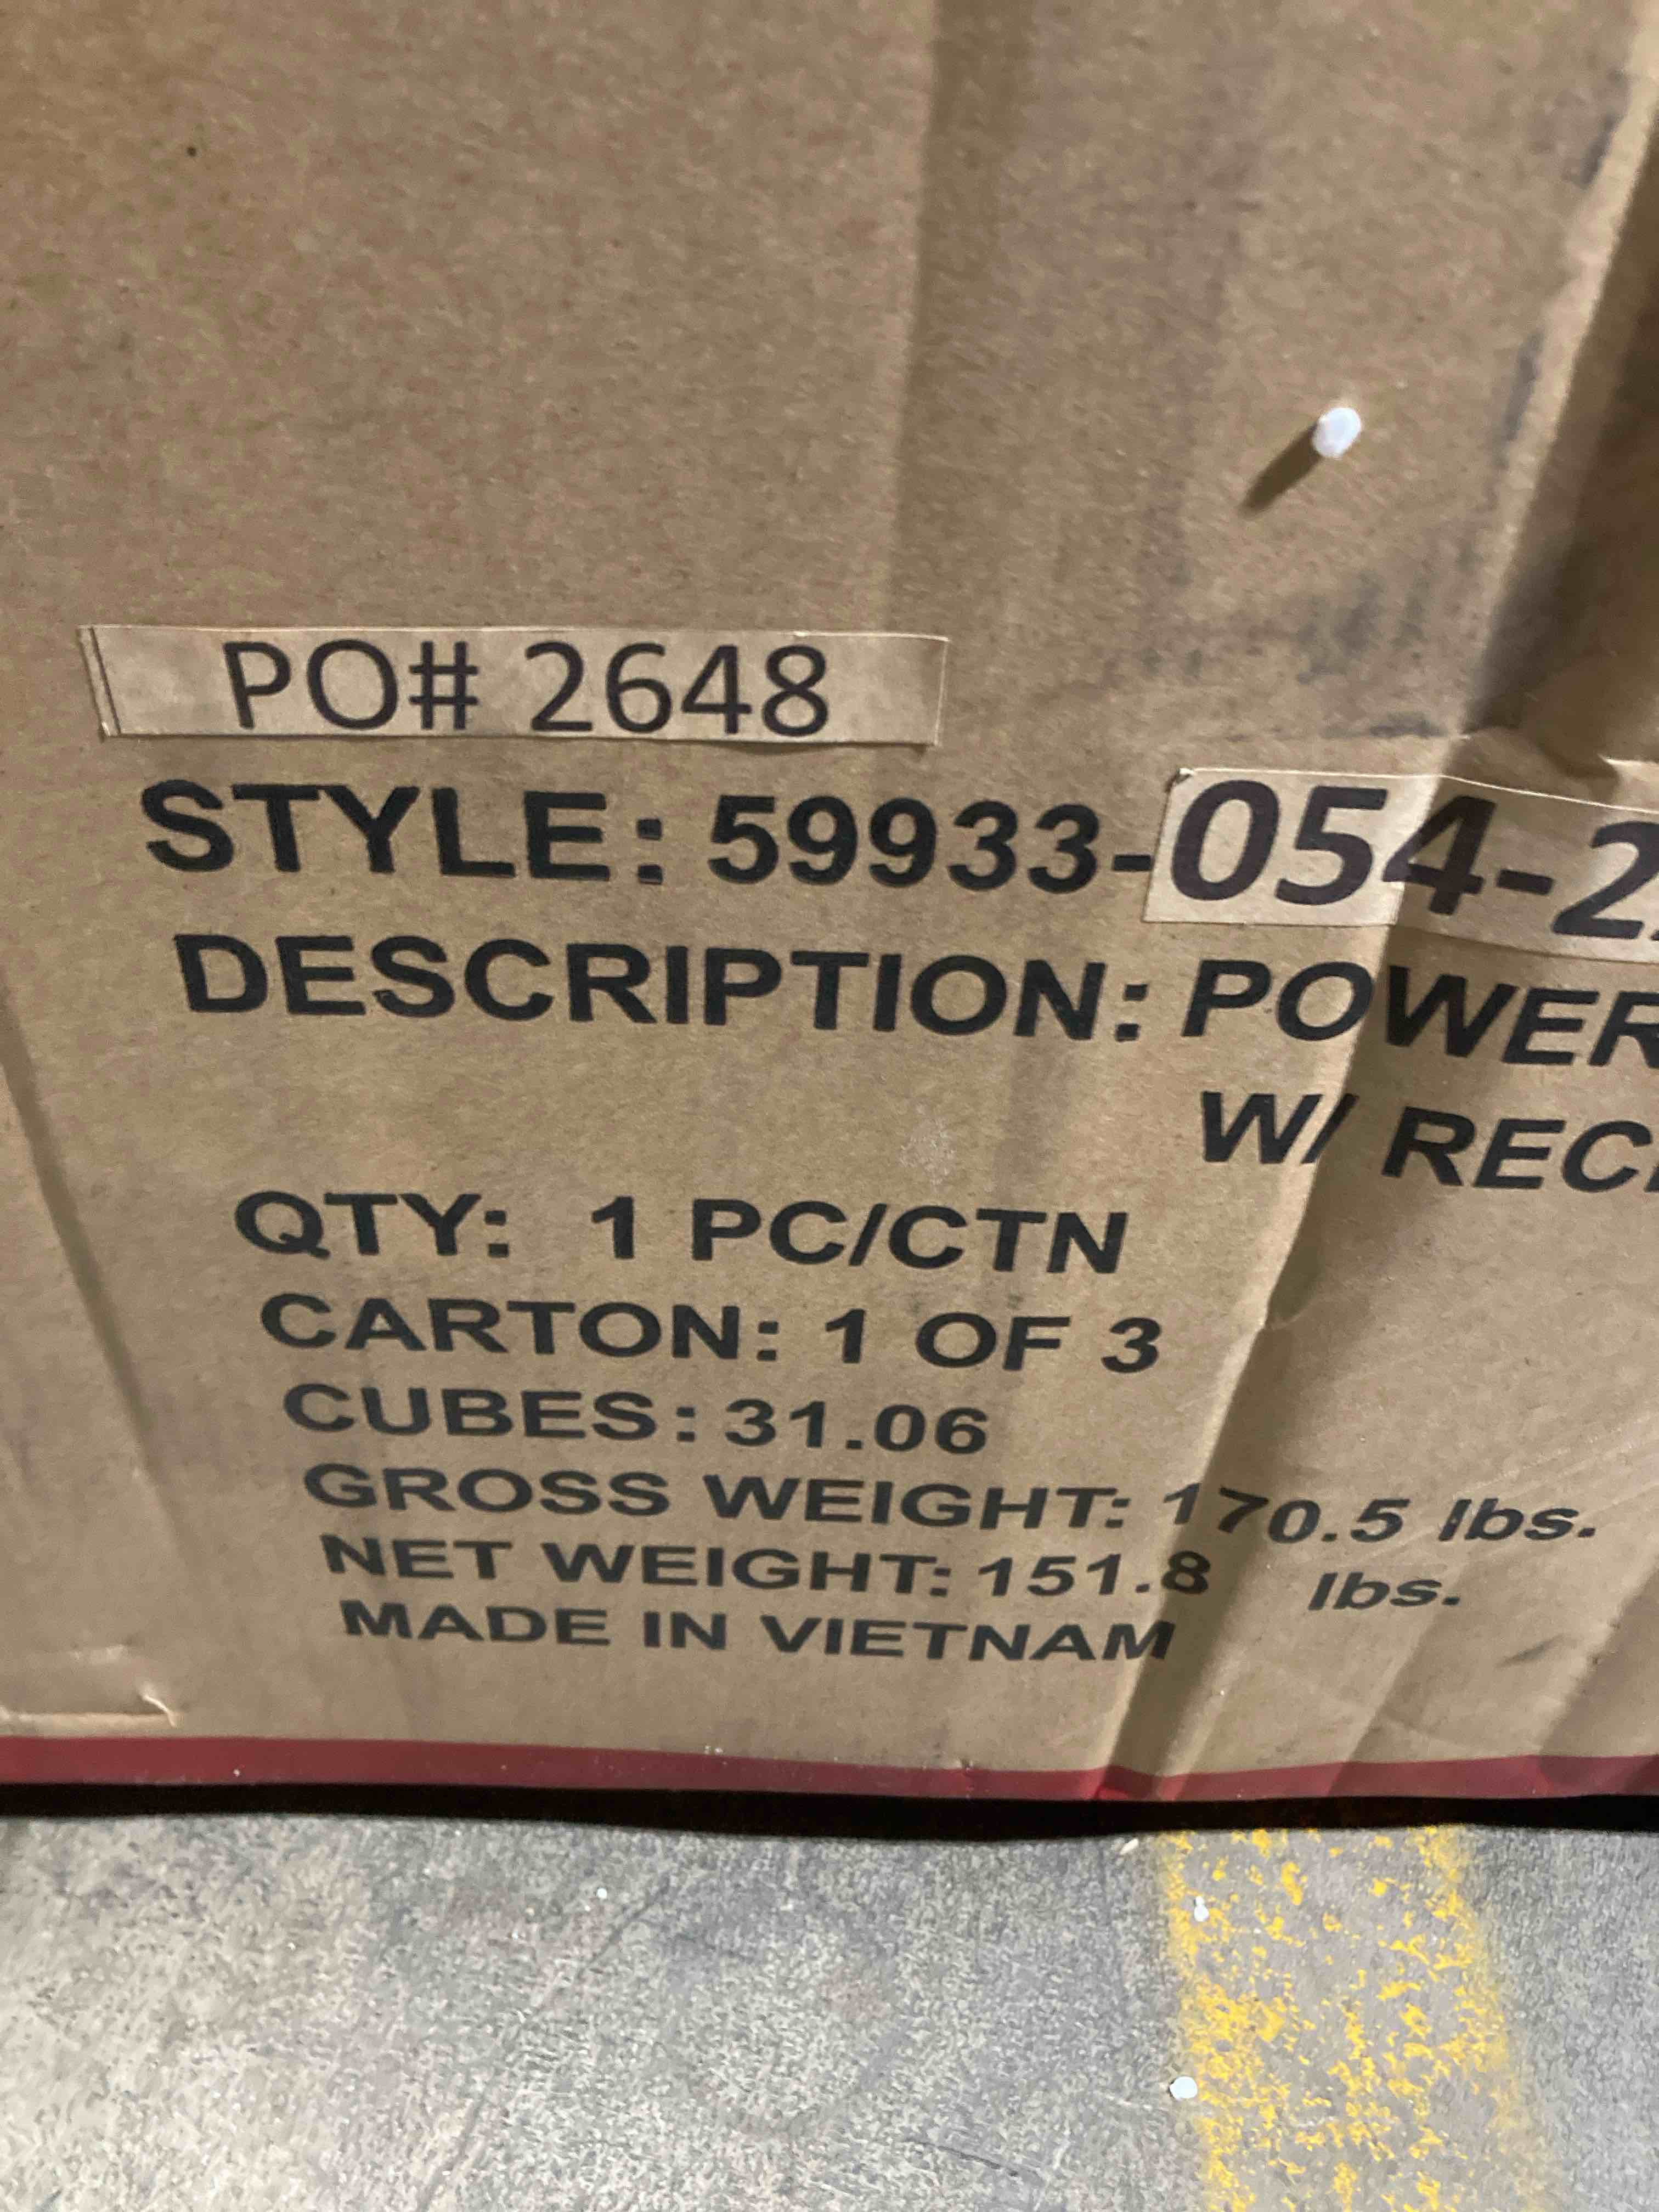 PO# 2648
STYLE: 59933-054-2
DESCRIPTION: POWER
W/ REC
QTY: 1 PC/CTN
CARTON: 1 OF 3
CUBES: 31.06
GROSS WEIGHT: 170.5 lbs.
NET WEIGHT: 151.8 lbs.
MADE IN VIETNAM